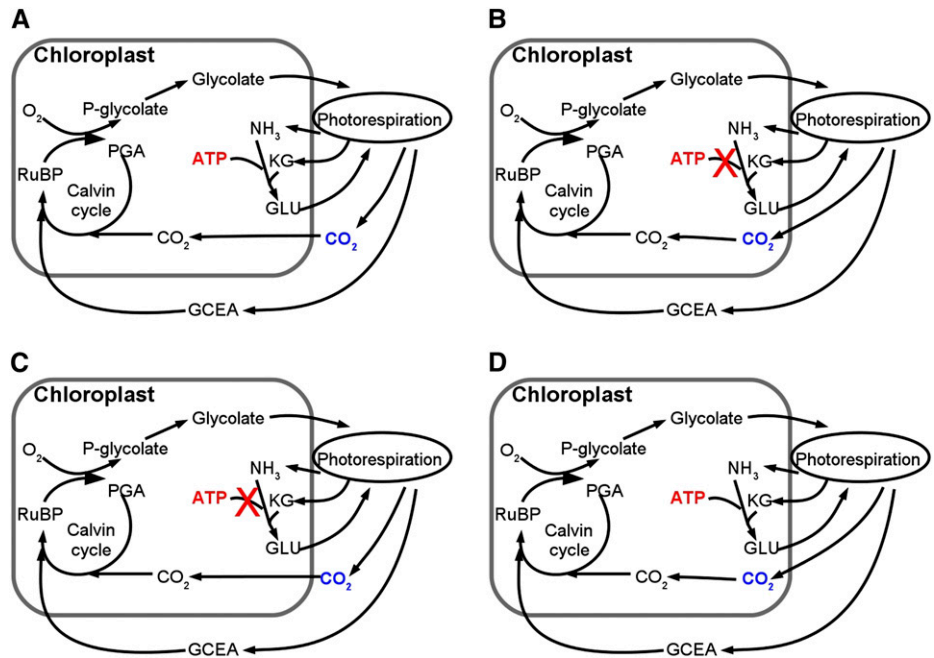 A
Chloroplast
Glycolate
O2
P-glycolate
Photorespiration
NH3
PGA
ATP
KG
RuBP
Calvin
cycle
GLU
CO2
CO2
GCEA
B
Chloroplast
Glycolate
O2
P-glycolate
Photorespiration
NH3
PGA
ATP
X
KG
RuBP
Calvin
cycle
GLU
CO2
CO2
GCEA
C
Chloroplast
Glycolate
O2
P-glycolate
Photorespiration
NH3
PGA
ATP
X
KG
RuBP
Calvin
cycle
GLU
CO2
CO2
GCEA
D
Chloroplast
Glycolate
O2
P-glycolate
Photorespiration
NH3
PGA
ATP
KG
RuBP
Calvin
cycle
GLU
CO2
CO2
GCEA